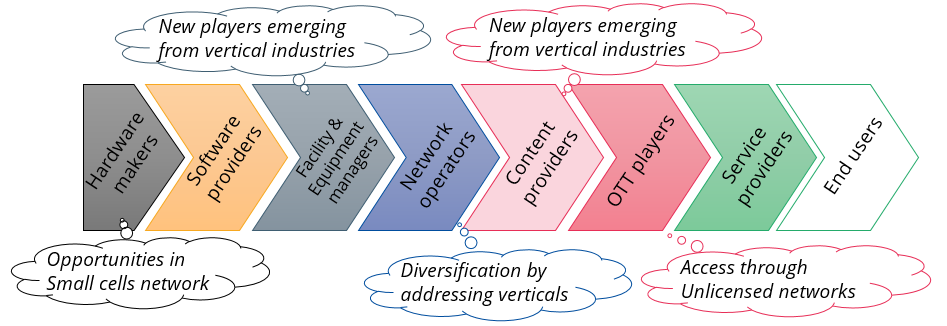 New players emerging
from vertical industries
New players emerging
from vertical industries
Hardware
makers
Software
providers
Facility &
Equipment
managers
Network
operators
Content
providers
OTT players
Service
providers
End users
Opportunities in
Small cells network
Diversification by
addressing verticals
Access through
Unlicensed networks